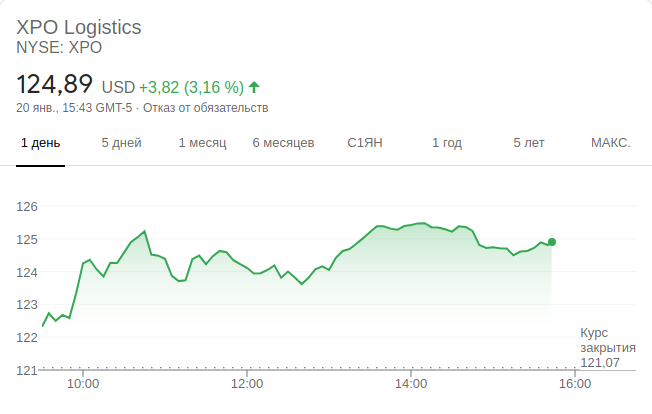 XPO Logistics
NYSE: XPO
124,89 USD +3,82 (3,16 %)
20 янв., 15:43 GMT-5 · Отказ от обязательств
1 день 5 дней 1 месяц 6 месяцев С1ЯН 1 год 5 лет МАКС.
126
125
124
123
122
121
Курс
закрытия
121,07
10:00 12:00 14:00 16:00